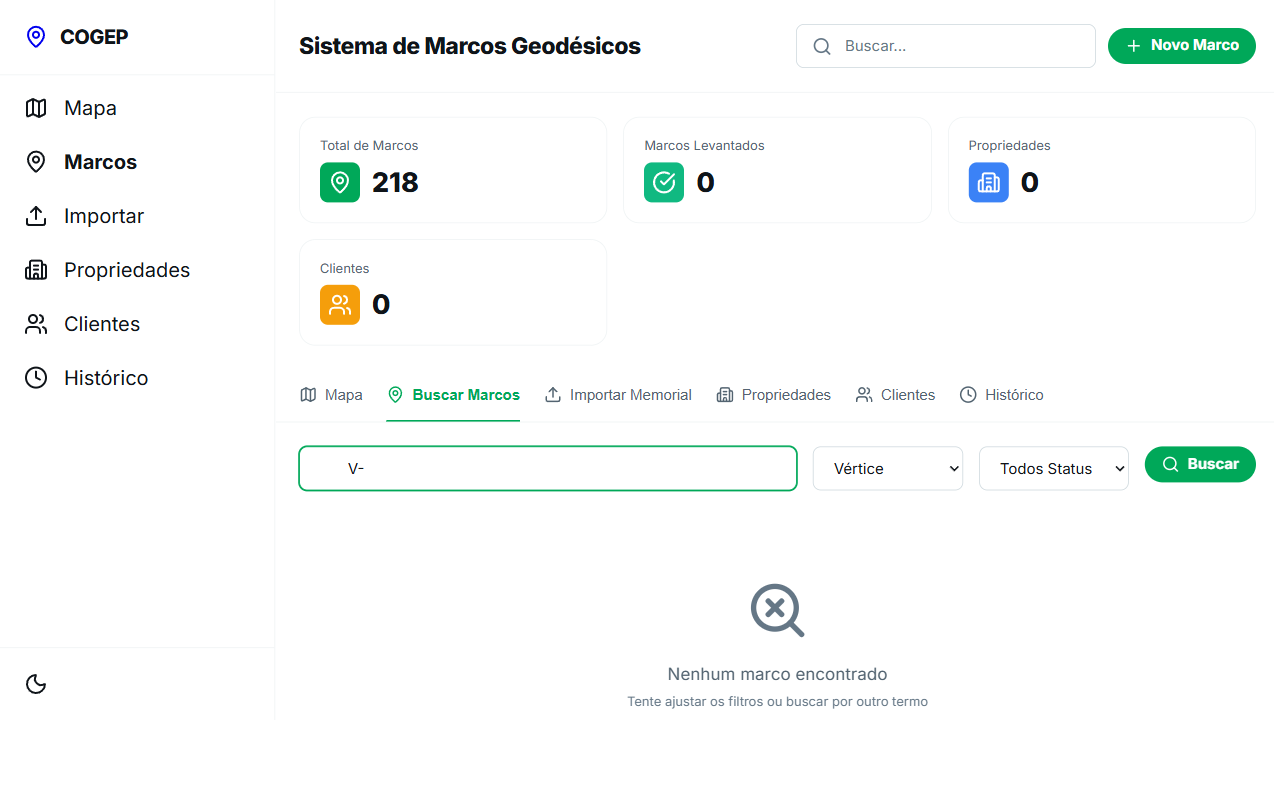 COGEP
Mapa
Marcos
Importar
Propriedades
Clientes
Histórico
Sistema de Marcos Geodésicos
Buscar...
Novo Marco
Total de Marcos
218
Marcos Levantados
0
Propriedades
0
Clientes
0
Mapa
Buscar Marcos
Importar Memorial
Propriedades
Clientes
Histórico
V-
Vértice
Todos Status
Buscar
Nenhum marco encontrado
Tente ajustar os filtros ou buscar por outro termo